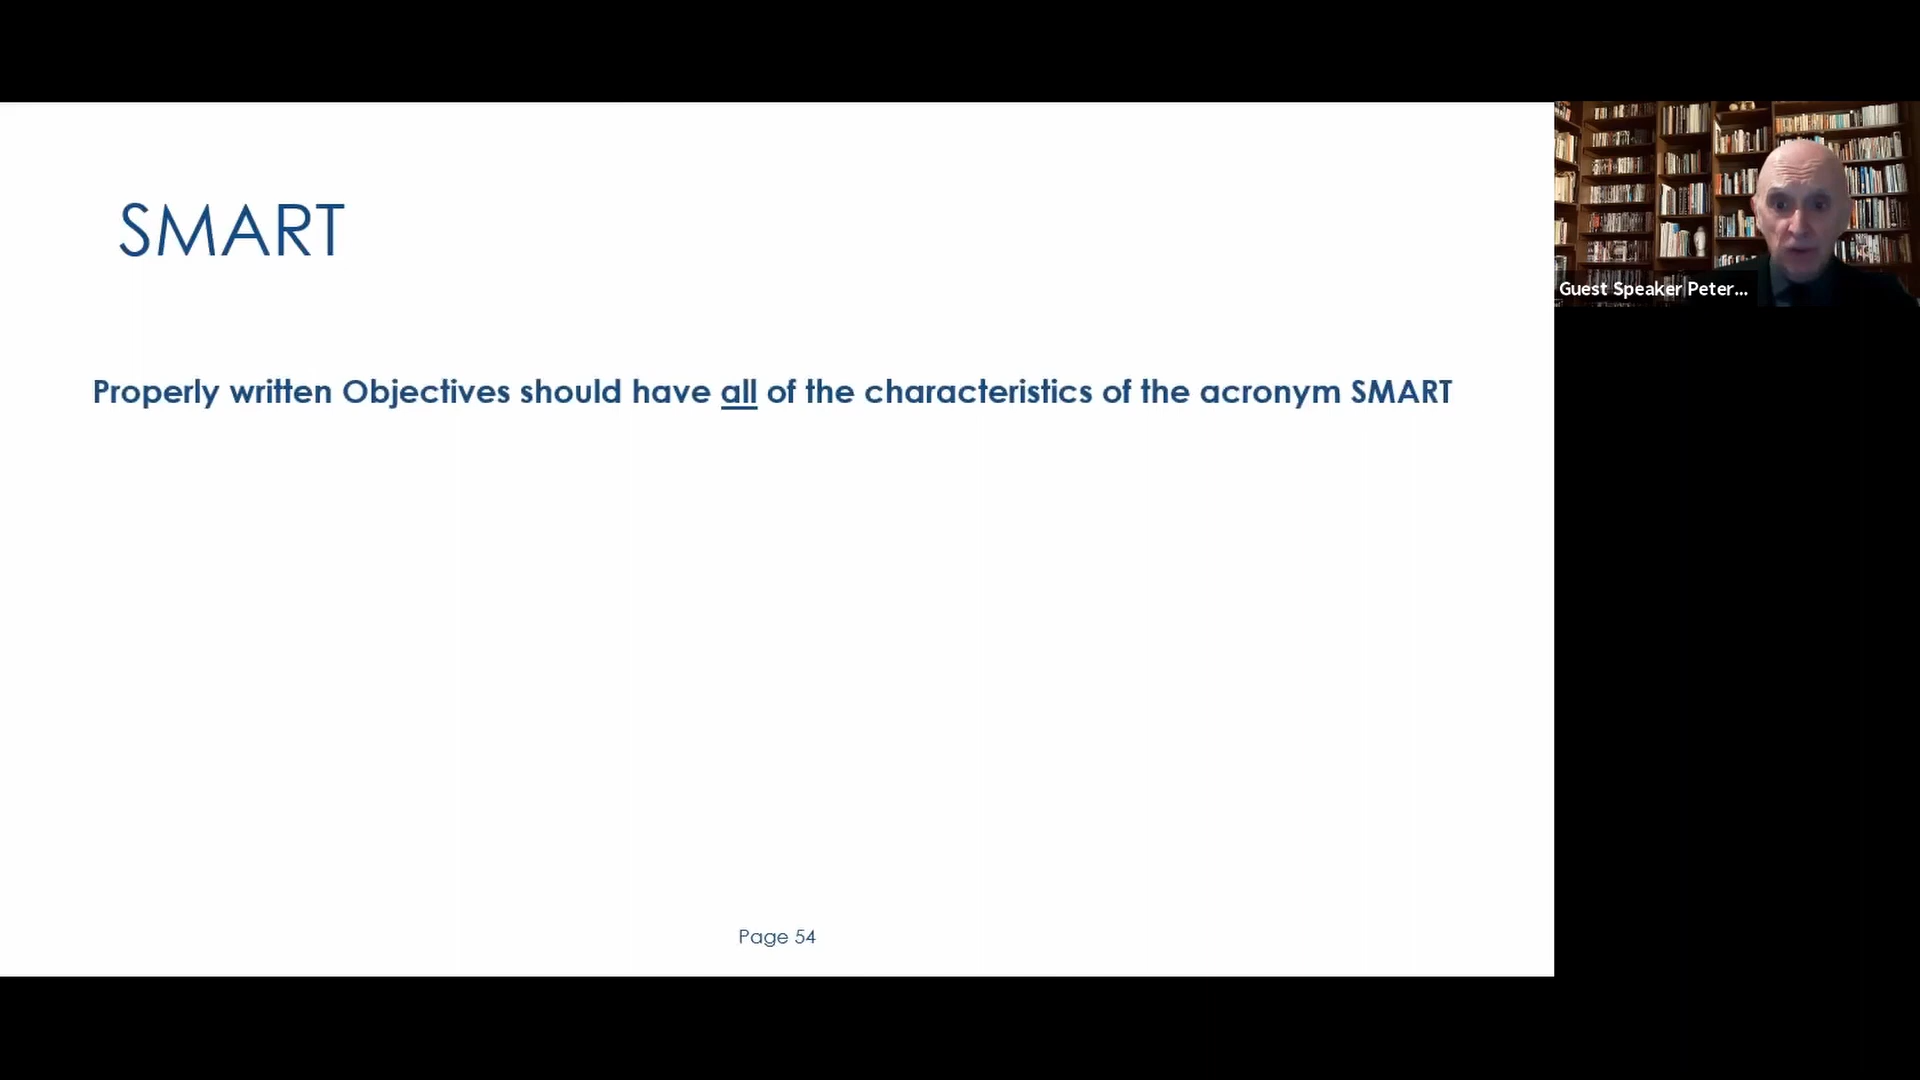 SMART
Properly written Objectives should have all of the characteristics of the acronym SMART
Page 54
Guest Speaker Peter...